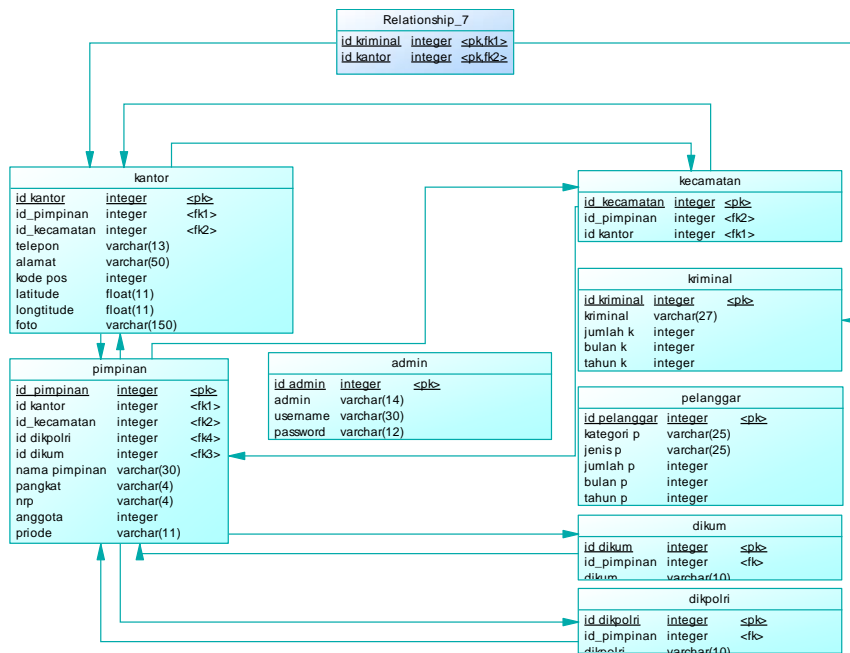 Relationship_7
id kriminal integer <pk,fk1>
id kantor integer <pk,fk2>
kantor
id kantor integer <pk>
id_pimpinan integer <fk1>
id_kecamatan integer <fk2>
telepon varchar(13)
alamat varchar(50)
kode pos integer
latitude float(11)
longtitude float(11)
foto varchar(150)
kecamatan
id_kecamatan integer <pk>
id_pimpinan integer <fk2>
id kantor integer <fk1>
kriminal
id kriminal integer <pk>
kriminal varchar(27)
jumlah k integer
bulan k integer
tahun k integer
pimpinan
id_pimpinan integer <pk>
id kantor integer <fk1>
id_kecamatan integer <fk2>
id dikpolri integer <fk4>
id dikum integer <fk3>
nama pimpinan varchar(30)
pangkat varchar(4)
nrp varchar(4)
anggota integer
priode varchar(11)
admin
id admin integer <pk>
admin varchar(14)
username varchar(30)
password varchar(12)
pelanggar
id pelanggar integer <pk>
kategori p varchar(25)
jenis p varchar(25)
jumlah p integer
bulan p integer
tahun p integer
dikum
id dikum integer <pk>
id_pimpinan integer <fk>
dikum varchar(10)
dikpolri
id dikpolri integer <pk>
id_pimpinan integer <fk>
dikpolri varchar(10)